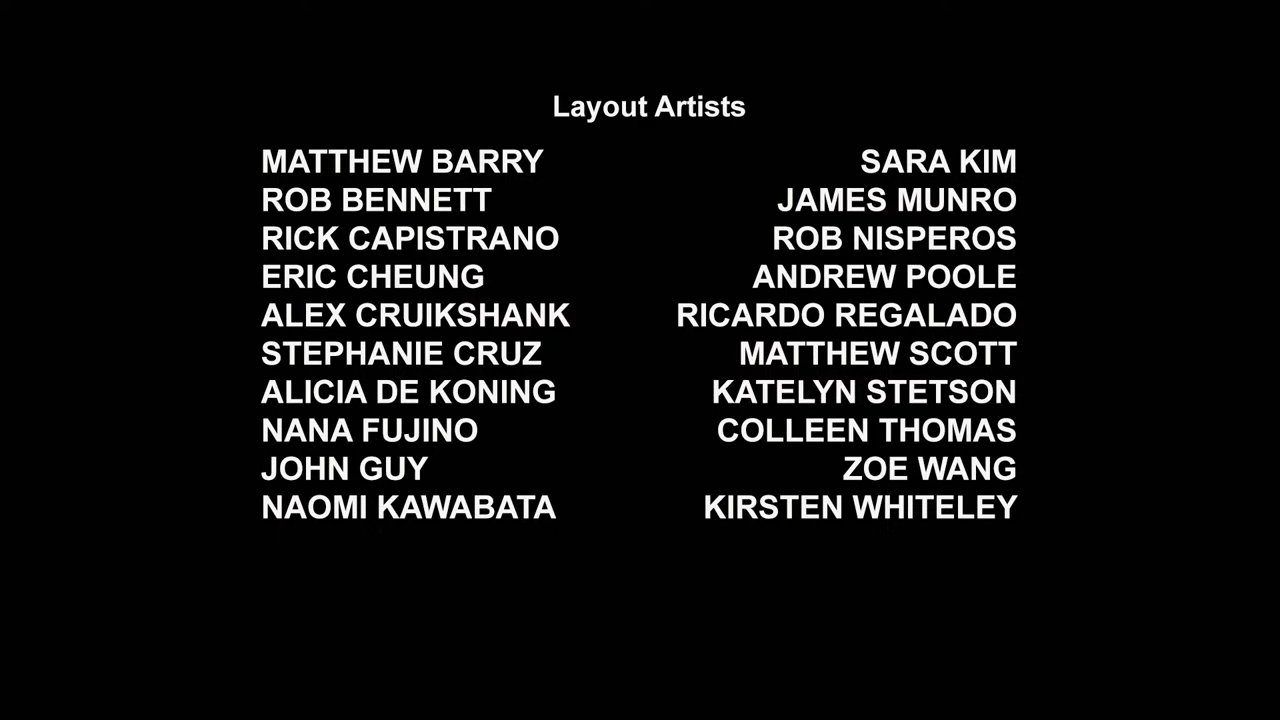 Layout Artists
MATTHEW BARRY SARA KIM
ROB BENNETT JAMES MUNRO
RICK CAPISTRANO ROB NISPEROS
ERIC CHEUNG ANDREW POOLE
ALEX CRUIKSHANK RICARDO REGALADO
STEPHANIE CRUZ MATTHEW SCOTT
ALICIA DE KONING KATELYN STETSON
NANA FUJINO COLLEEN THOMAS
JOHN GUY ZOE WANG
NAOMI KAWABATA KIRSTEN WHITELEY